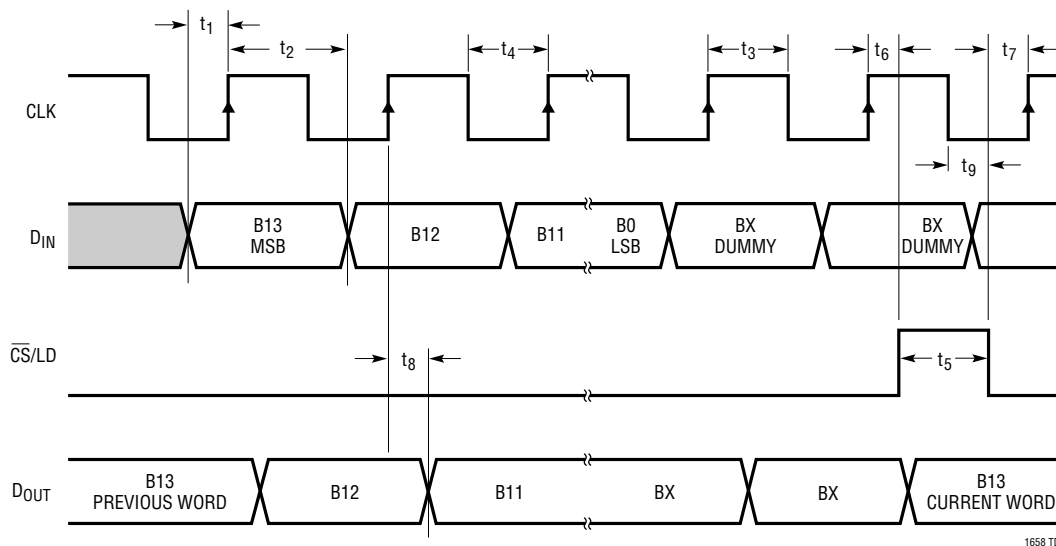 t1
t2
t4
t3
t6
t7
CLK
t9
DIN
B13
MSB
B12
B11
B0
LSB
BX
DUMMY
BX
DUMMY
CS/LD
t8
t5
DOUT
B13
PREVIOUS WORD
B12
B11
BX
BX
B13
CURRENT WORD